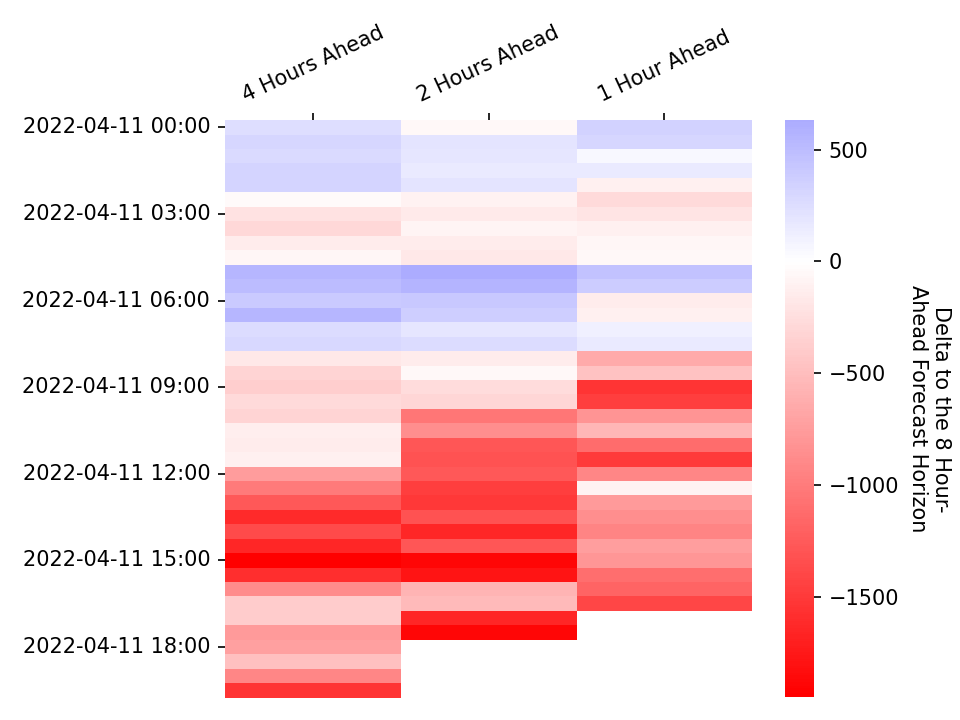 4 Hours Ahead
2 Hours Ahead
1 Hour Ahead
2022-04-11 00:00
2022-04-11 03:00
2022-04-11 06:00
2022-04-11 09:00
2022-04-11 12:00
2022-04-11 15:00
2022-04-11 18:00
500
0
−500
−1000
−1500
Delta to the 8 Hour-
Ahead Forecast Horizon